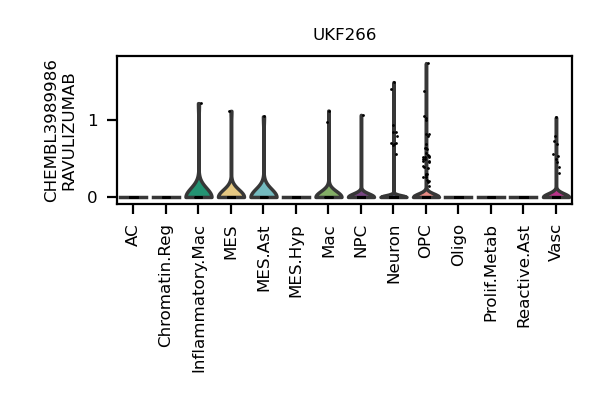 UKF266
CHEMBL3989986
RAVULIZUMAB
1
0
AC
Chromatin.Reg
Inflammatory.Mac
MES
MES.Ast
MES.Hyp
Mac
NPC
Neuron
OPC
Oligo
Prolif.Metab
Reactive.Ast
Vasc